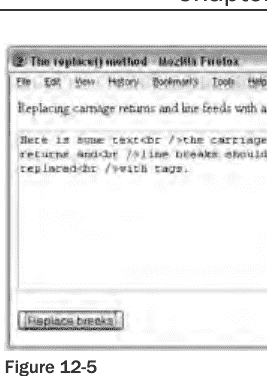 The replace() method - Mozilla Firefox
File Edit View History Bookmarks Tools Help
Replacing carriage returns and line feeds with a
Here is some text<br />the carriage
returns and<br />line breaks should
replaced<br />with tags.
Replace breaks
Figure 12-5